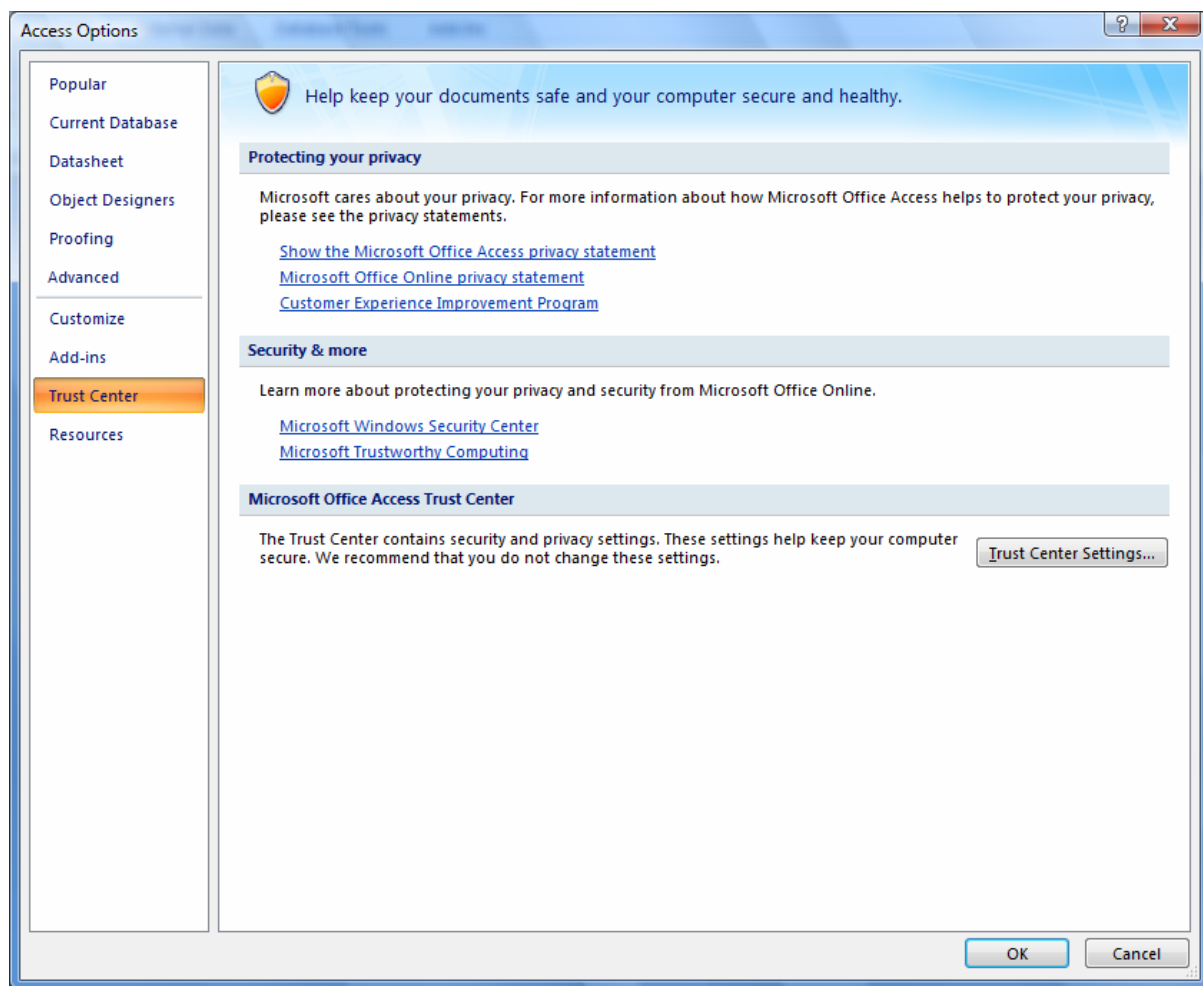 Access Options
Popular
Current Database
Datasheet
Object Designers
Proofing
Advanced
Customize
Add-ins
Trust Center
Resources
Help keep your documents safe and your computer secure and healthy.
Protecting your privacy
Microsoft cares about your privacy. For more information about how Microsoft Office Access helps to protect your privacy,
please see the privacy statements.
Show the Microsoft Office Access privacy statement
Microsoft Office Online privacy statement
Customer Experience Improvement Program
Security & more
Learn more about protecting your privacy and security from Microsoft Office Online.
Microsoft Windows Security Center
Microsoft Trustworthy Computing
Microsoft Office Access Trust Center
The Trust Center contains security and privacy settings. These settings help keep your computer
secure. We recommend that you do not change these settings.
Trust Center Settings...
OK
Cancel